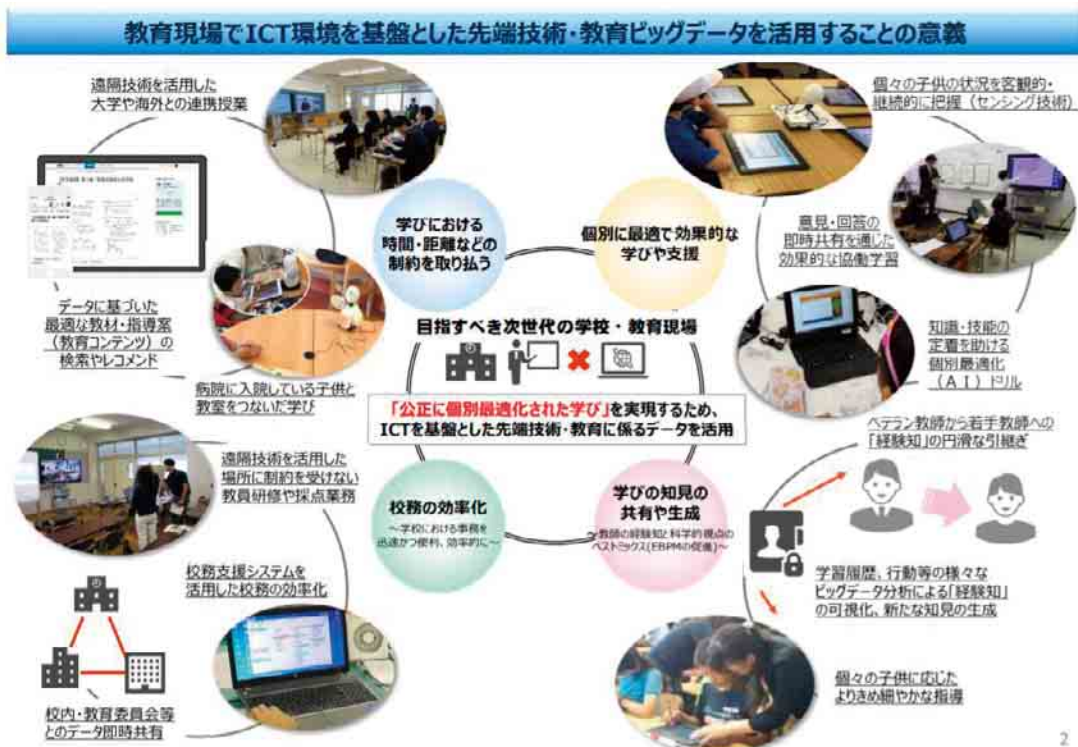 教育現場でICT環境を基盤とした先端技術・教育ビッグデータを活用することの意義
遠隔技術を活用した
大学や海外との連携授業
データに基づいた
最適な教材・指導案
（教育コンテンツ）の
検索やレコメンド
病院に入院している子供と
教室をつないだ学び
学びにおける
時間・距離などの
制約を取り払う
個別に最適で効果的な
学びや支援
個々の子供の状況を客観的・
継続的に把握（センシング技術）
意見・回答の
即時共有を通じた
効果的な協働学習
知識・技能の
定着を助ける
個別最適化
（AI）ドリル
目指すべき次世代の学校・教育現場
「公正に個別最適化された学び」を実現するため、
ICTを基盤とした先端技術・教育に係るデータを活用
遠隔技術を活用した
場所に制約を受けない
教員研修や採点業務
校務支援システムを
活用した校務の効率化
校内・教育委員会等
とのデータ即時共有
校務の効率化
～学校における事務を
迅速かつ便利、効率的に～
学びの知見の
共有や生成
～教師の経験知と科学的視点の
ベストミックス(EBPMの促進)～
ベテラン教師から若手教師への
「経験知」の円滑な引継ぎ
学習履歴、行動等の様々な
ビッグデータ分析による「経験知」
の可視化、新たな知見の生成
個々の子供に応じた
よりきめ細やかな指導
2